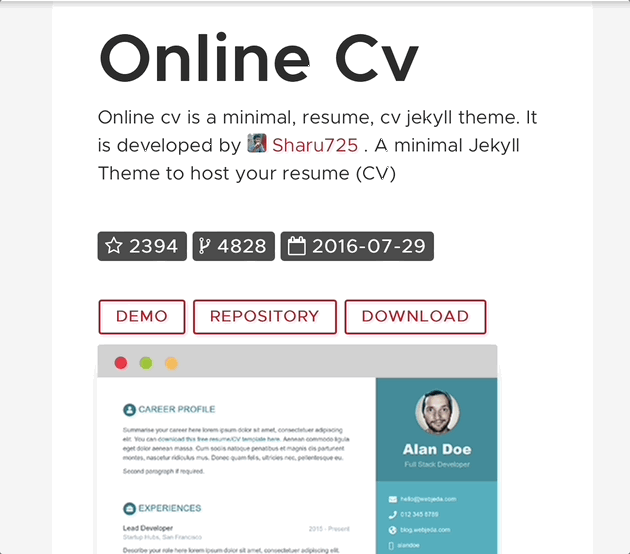 Online Cv
Online cv is a minimal, resume, cv jekyll theme. It
is developed by Sharu725 . A minimal Jekyll
Theme to host your resume (CV)
2394 4828 2016-07-29
DEMO REPOSITORY DOWNLOAD
CAREER PROFILE
Summarise your career here lorem ipsum dolor sit amet, consectetuer adipiscing
elit. You can download this free resume/CV template here. Aenean commodo ligula
eget dolor aenean massa. Cum sociis natoque penatibus et magnis dis parturient
montes, nascetur ridiculus mus. Donec quam felis, ultricies nec, pellentesque eu.
Second paragraph if required.
EXPERIENCES
Lead Developer 2015 - Present
Startup Hubs, San Francisco
Describe your role here lorem ipsum dolor sit amet, consectetuer adipiscing
Alan Doe
Full Stack Developer
hello@webjeda.com
012 345 6789
blog.webjeda.com
alandoe